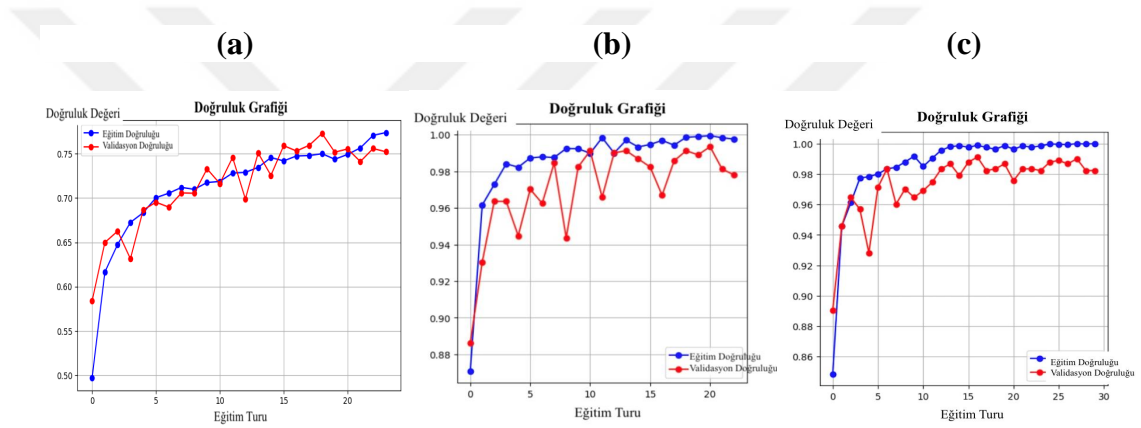 (a)
Doğruluk Grafiği
Doğruluk Değeri
Eğitim Doğruluğu
Validasyon Doğruluğu
0.75
0.70
0.65
0.60
0.55
0.50
0 5 10 15 20
Eğitim Turu
(b)
Doğruluk Grafiği
Doğruluk Değeri
1.00
0.98
0.96
0.94
0.92
0.90
0.88
Eğitim Doğruluğu
Validasyon Doğruluğu
0 5 10 15 20
Eğitim Turu
(c)
Doğruluk Grafiği
Doğruluk Değeri
1.00
0.98
0.96
0.94
0.92
0.90
0.88
0.86
Eğitim Doğruluğu
Validasyon Doğruluğu
0 5 10 15 20 25 30
Eğitim Turu